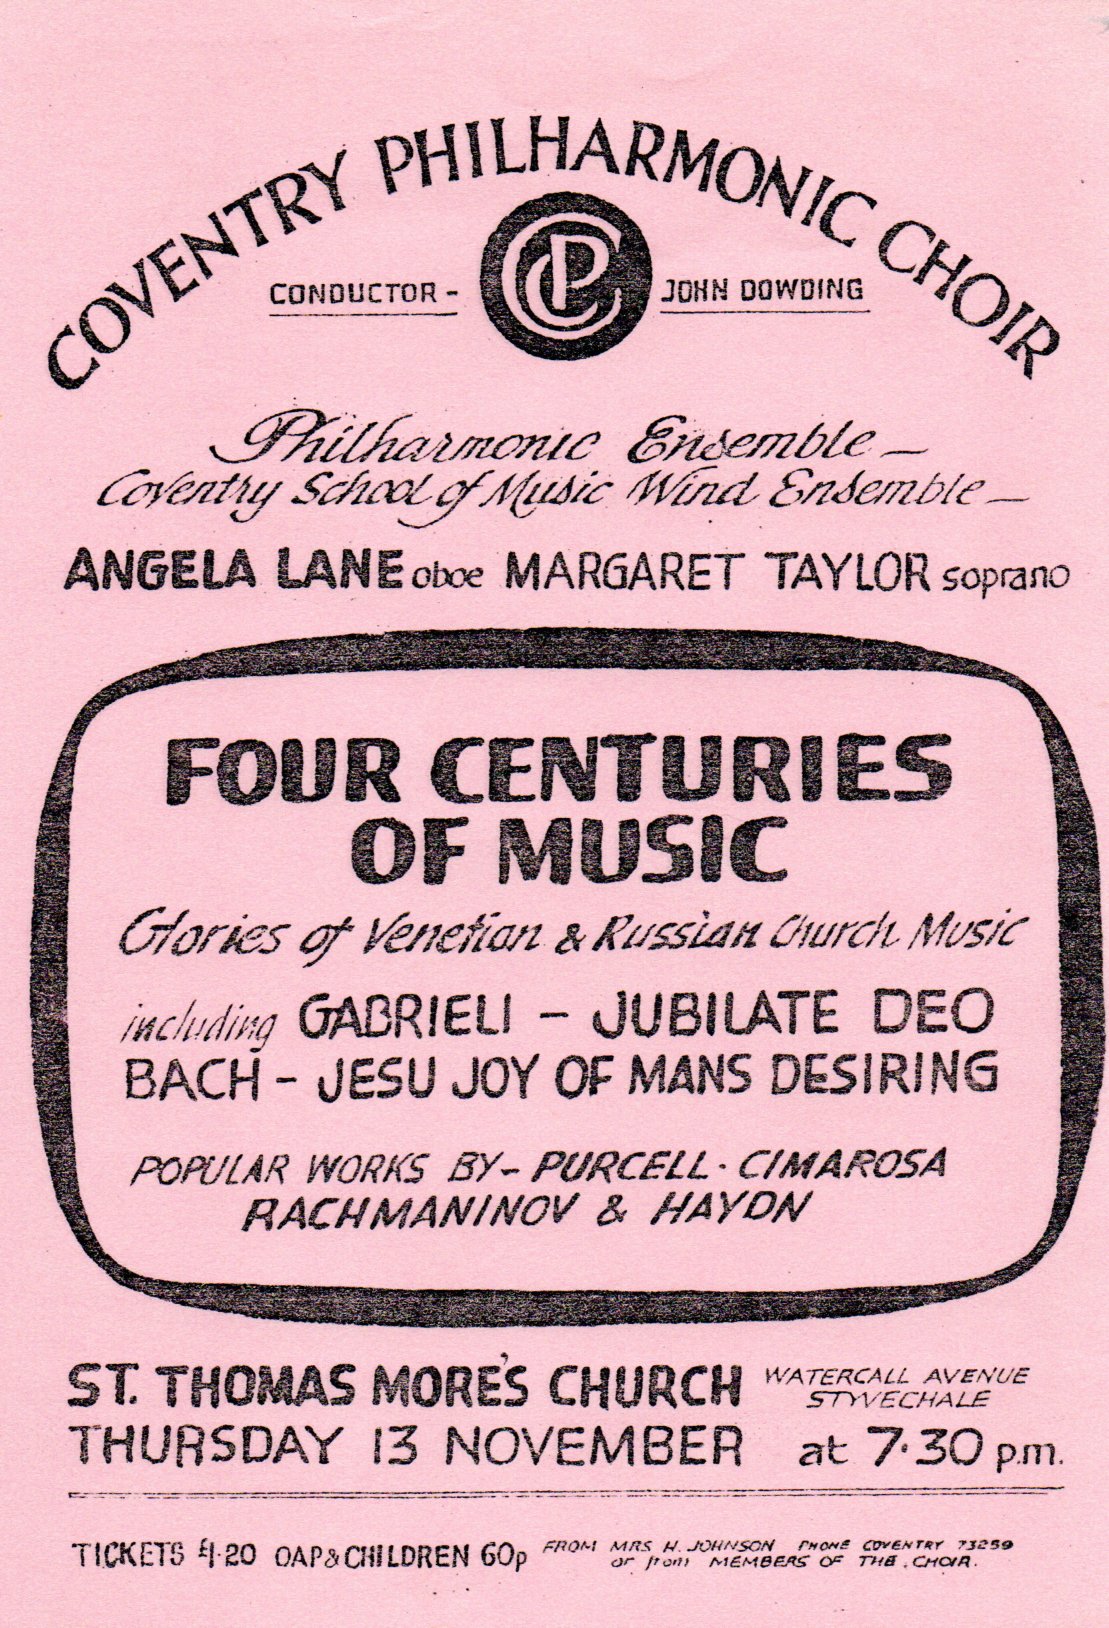 COVENTRY PHILHARMONIC CHOIR
CONDUCTOR - CPC JOHN DOWDING
Philharmonic Ensemble —
Coventry School of Music Wind Ensemble —
ANGELA LANE oboe MARGARET TAYLOR soprano
FOUR CENTURIES
OF MUSIC
Glories of Venetian & Russian Church Music
including GABRIELI – JUBILATE DEO
BACH – JESU JOY OF MANS DESIRING
POPULAR WORKS BY – PURCELL · CIMAROSA
RACHMANINOV & HAYDN
ST. THOMAS MORE'S CHURCH WATERCALL AVENUE
STYVECHALE
THURSDAY 13 NOVEMBER at 7·30 p.m.
TICKETS £1·20 OAP & CHILDREN 60p FROM MRS H. JOHNSON PHONE COVENTRY 73259
or from MEMBERS OF THE CHOIR.